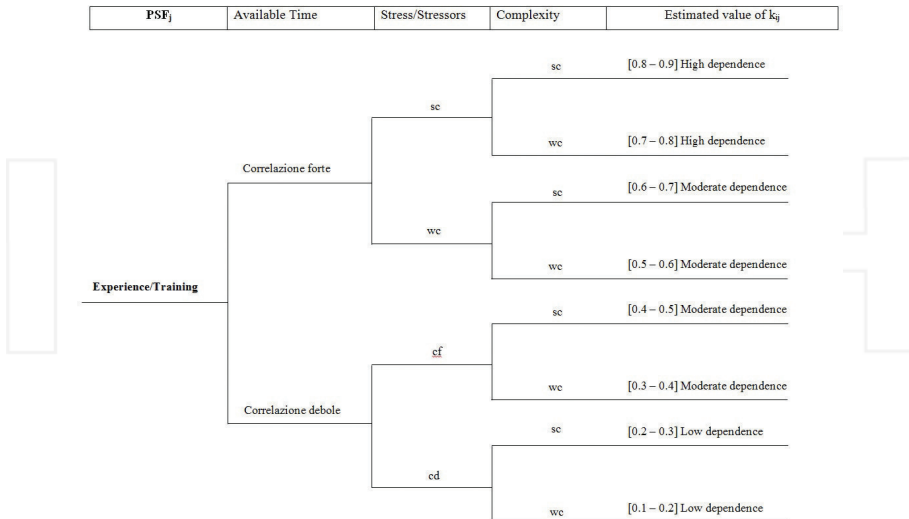 PSFj Available Time Stress/Stressors Complexity Estimated value of kij
sc [0.8 – 0.9] High dependence
sc
wc [0.7 – 0.8] High dependence
Correlazione forte
sc [0.6 – 0.7] Moderate dependence
wc
wc [0.5 – 0.6] Moderate dependence
Experience/Training
sc [0.4 – 0.5] Moderate dependence
cf
wc [0.3 – 0.4] Moderate dependence
Correlazione debole
sc [0.2 – 0.3] Low dependence
cd
wc [0.1 – 0.2] Low dependence